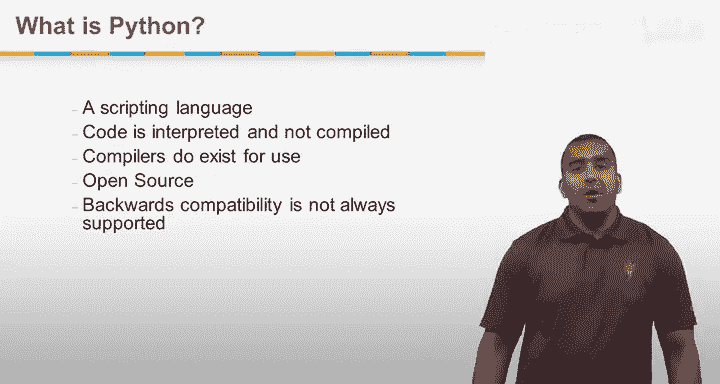 What is Python?
– A scripting language
– Code is interpreted and not compiled
– Compilers do exist for use
– Open Source
– Backwards compatibility is not always
supported